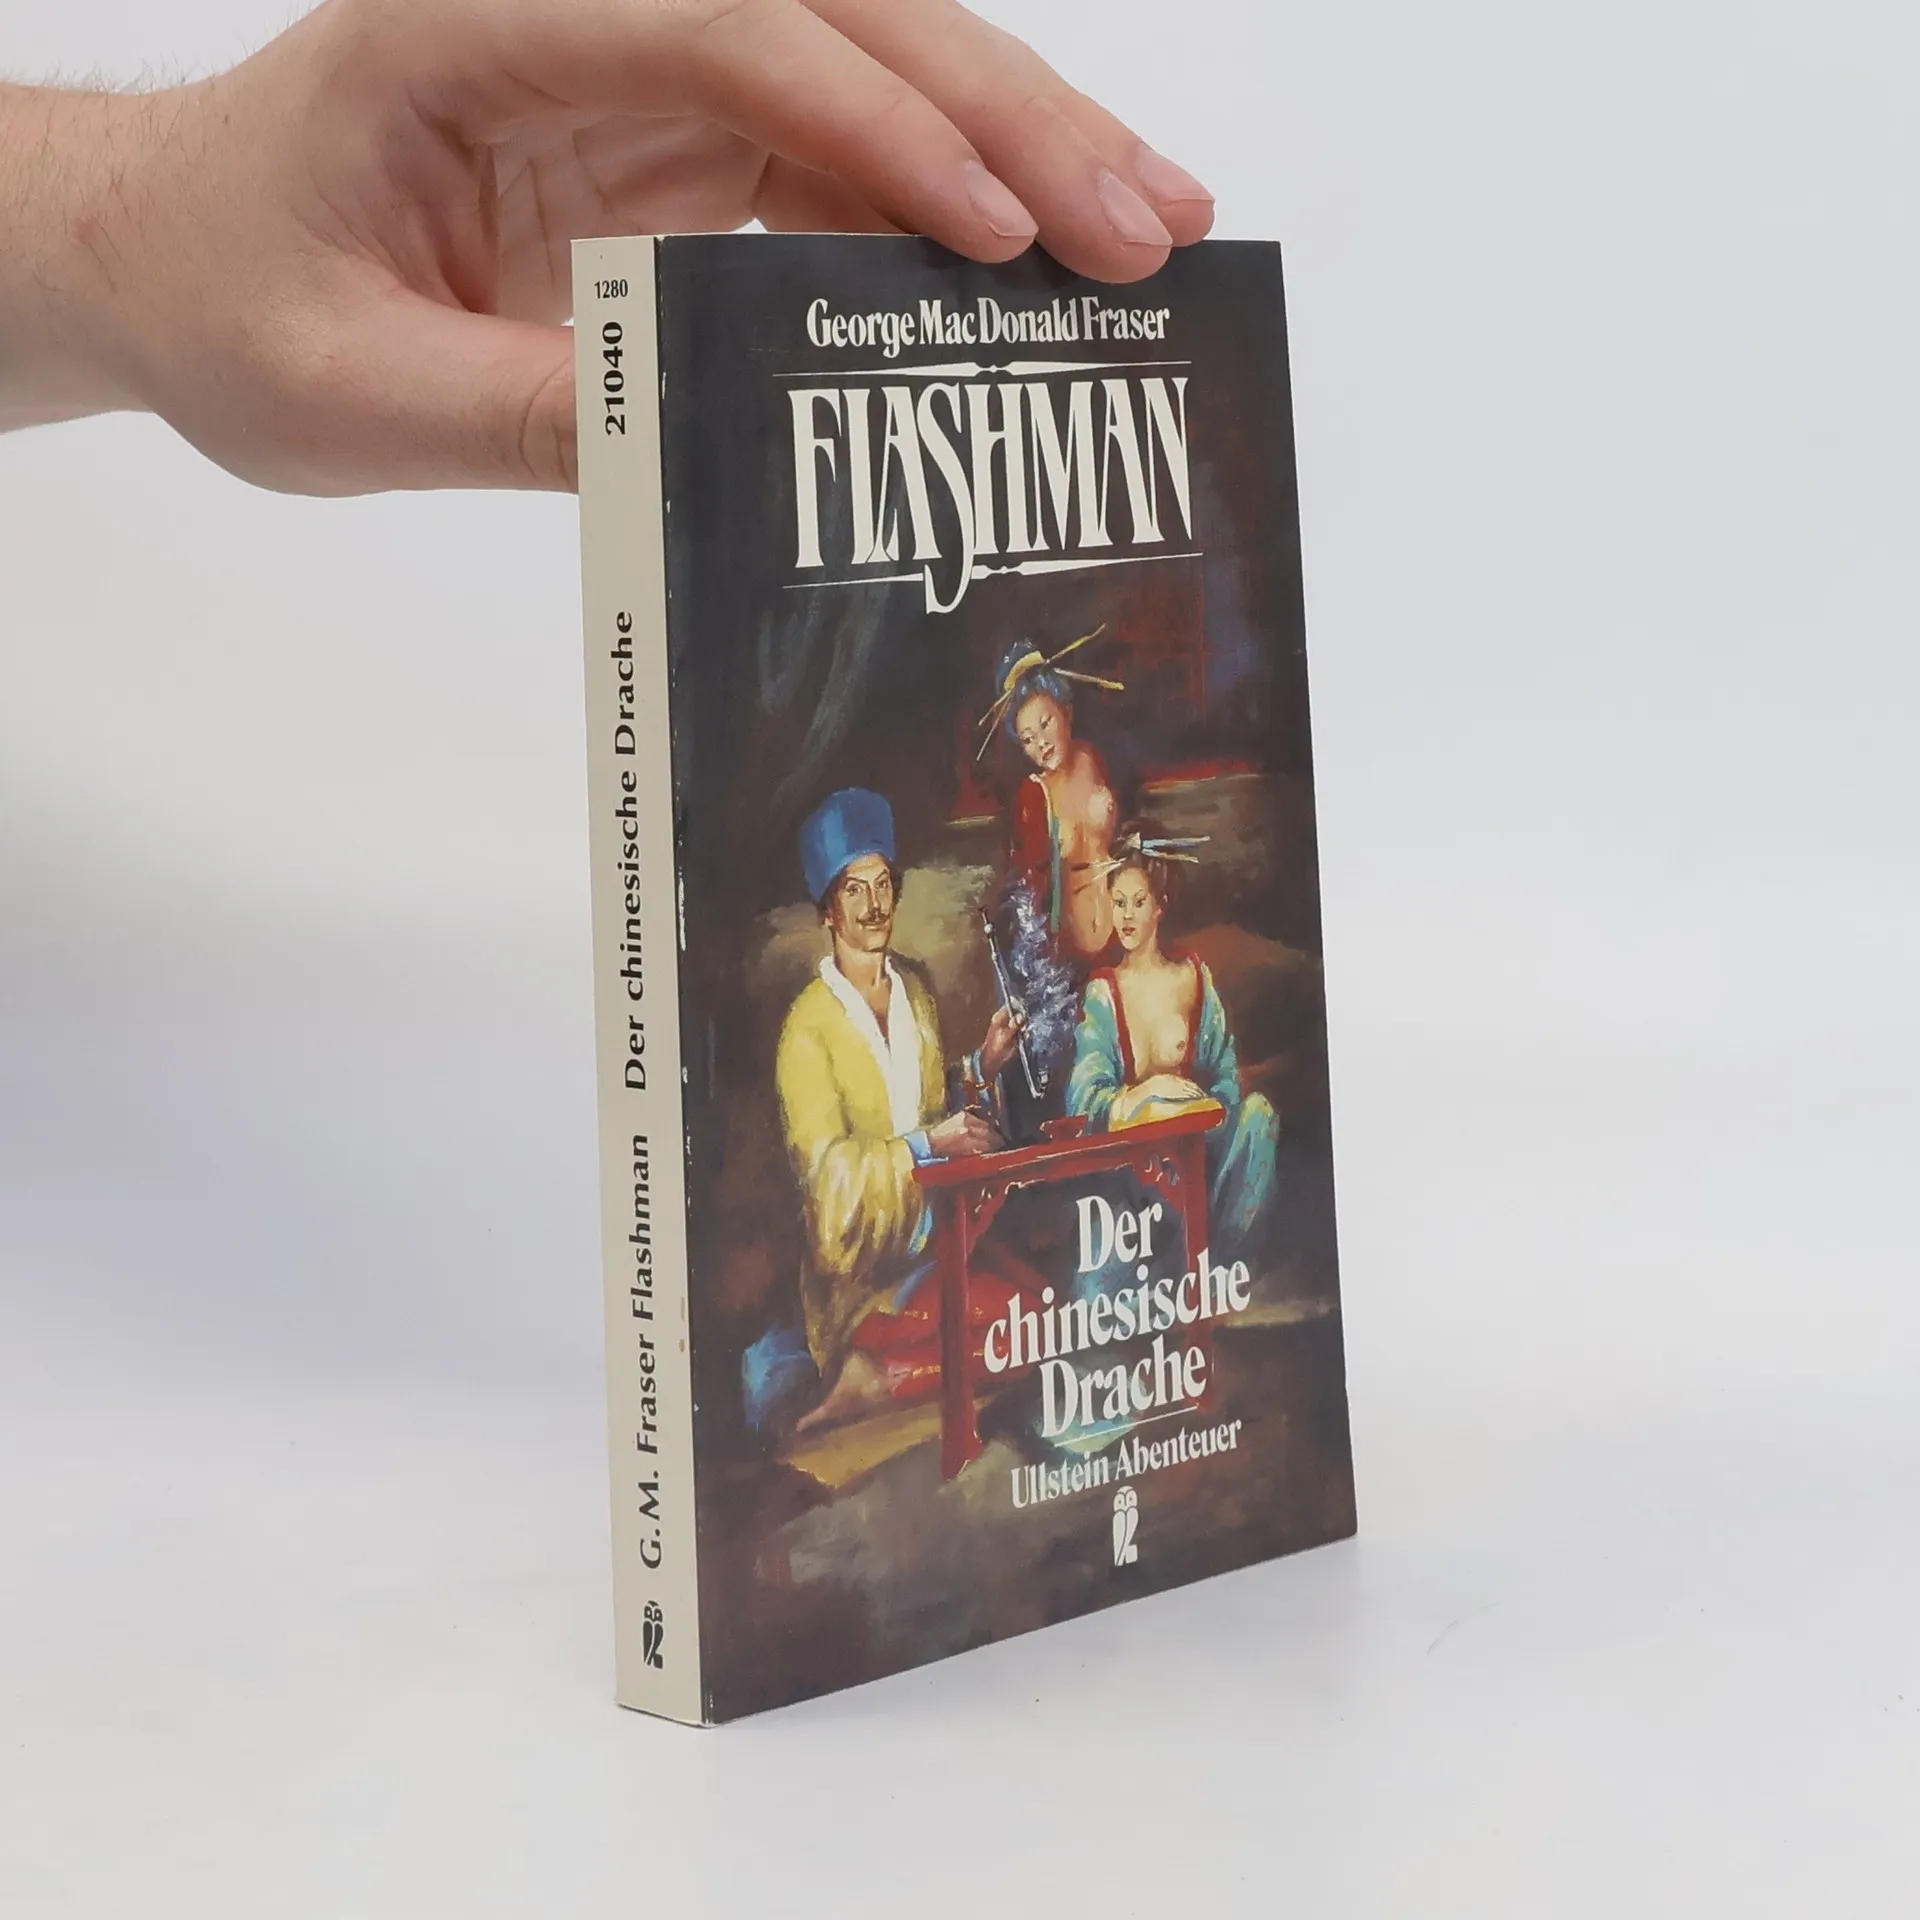 1280
21040
G. M. Fraser Flashman Der chinesische Drache
George MacDonald Fraser
FLASHMAN
Der
chinesische
Drache
Ullstein Abenteuer